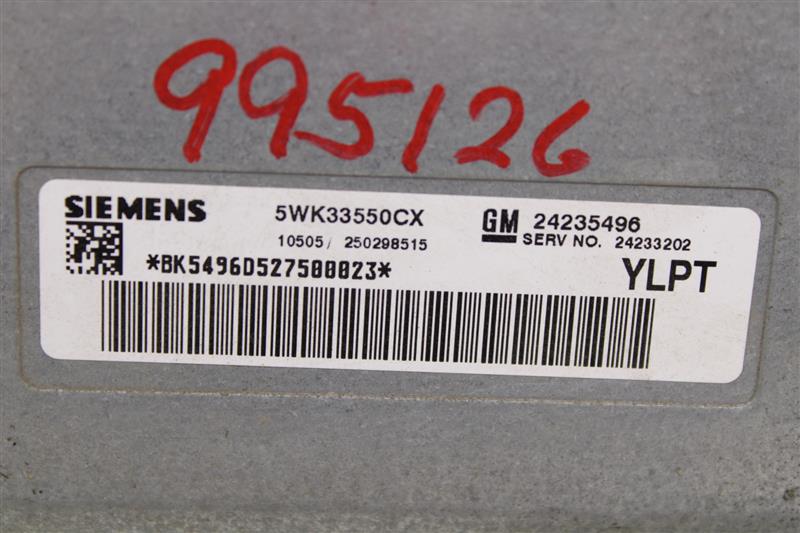 995126
SIEMENS 5WK33550CX GM 24235496
10505/ 250298515 SERV NO. 24233202
*BK5496D527500023* YLPT